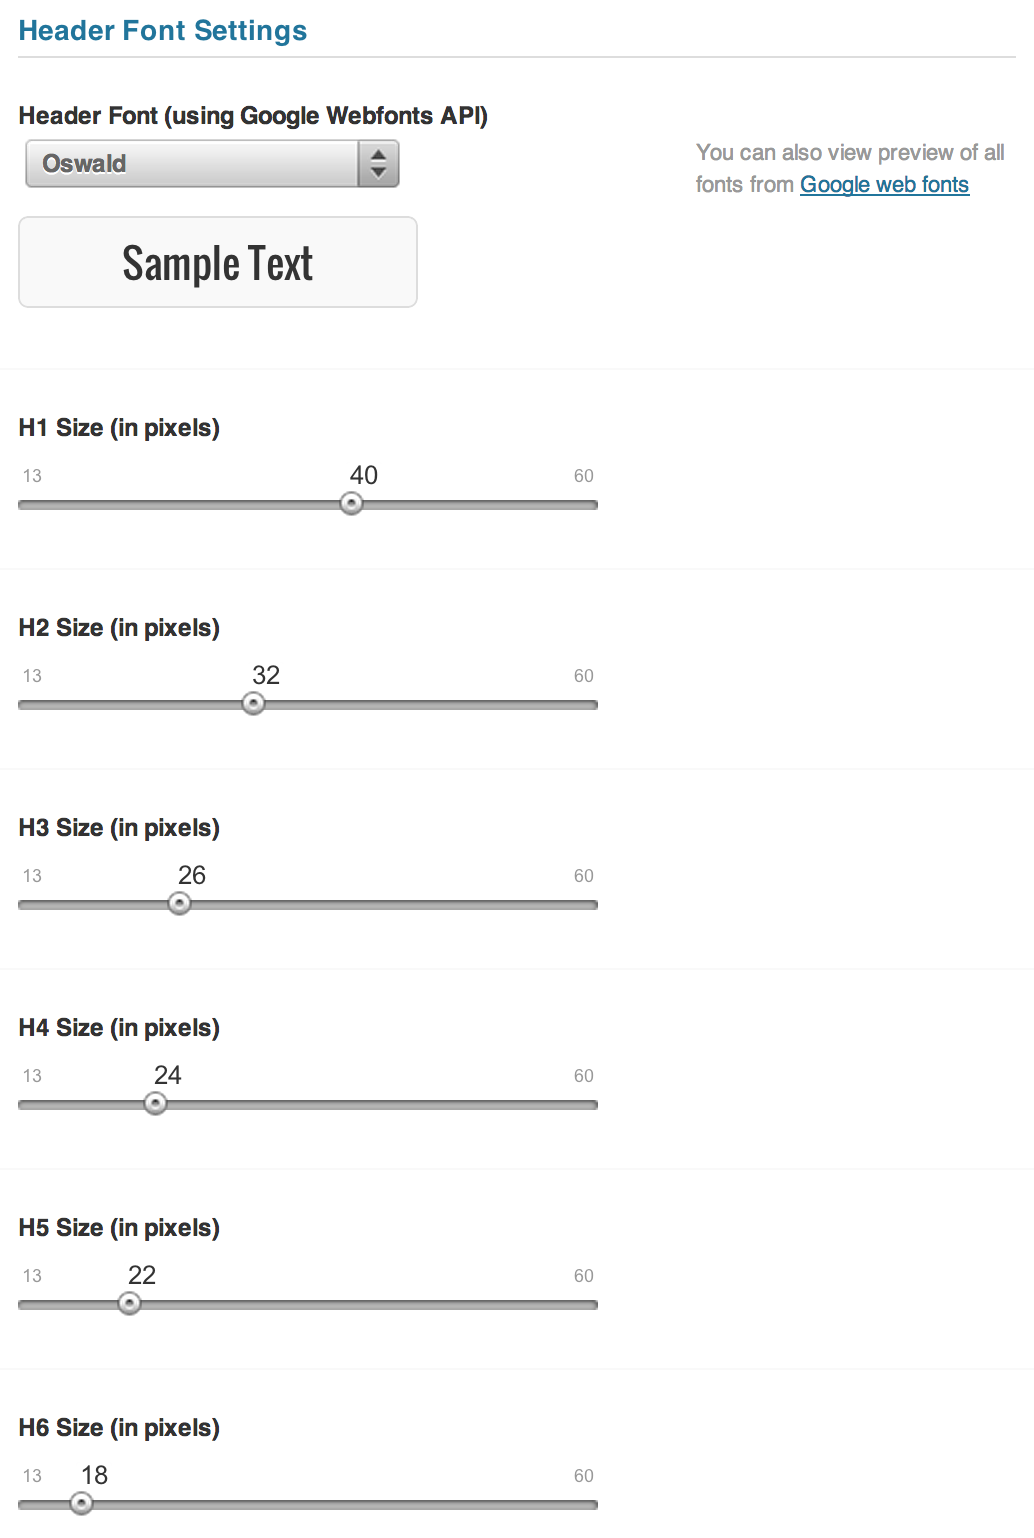 Header Font Settings
Header Font (using Google Webfonts API)
Oswald
You can also view preview of all
fonts from Google web fonts
Sample Text
H1 Size (in pixels)
13 40 60
H2 Size (in pixels)
13 32 60
H3 Size (in pixels)
13 26 60
H4 Size (in pixels)
13 24 60
H5 Size (in pixels)
13 22 60
H6 Size (in pixels)
13 18 60